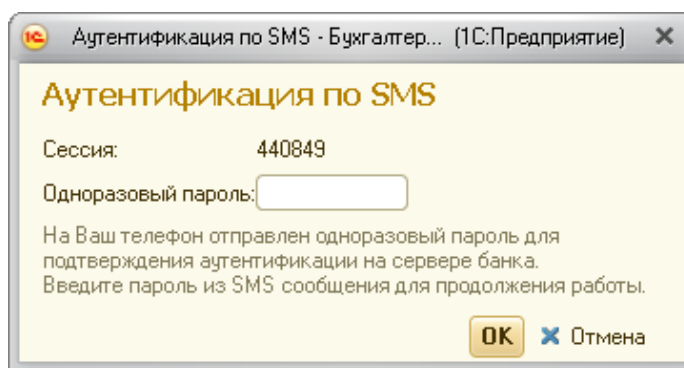 1С Аутентификация по SMS - Бухгалтер... (1С:Предприятие)
Аутентификация по SMS
Сессия: 440849
Одноразовый пароль:
На Ваш телефон отправлен одноразовый пароль для
подтверждения аутентификации на сервере банка.
Введите пароль из SMS сообщения для продолжения работы.
OK Отмена